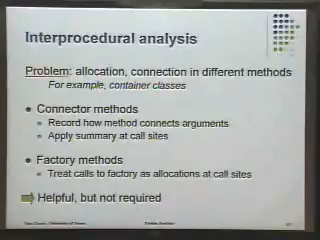 Interprocedural analysis
Problem: allocation, connection in different methods
For example, container classes
Connector methods
Record how method connects arguments
Apply summary at call sites
Factory methods
Treat calls to factory as allocations at call sites
Helpful, but not required